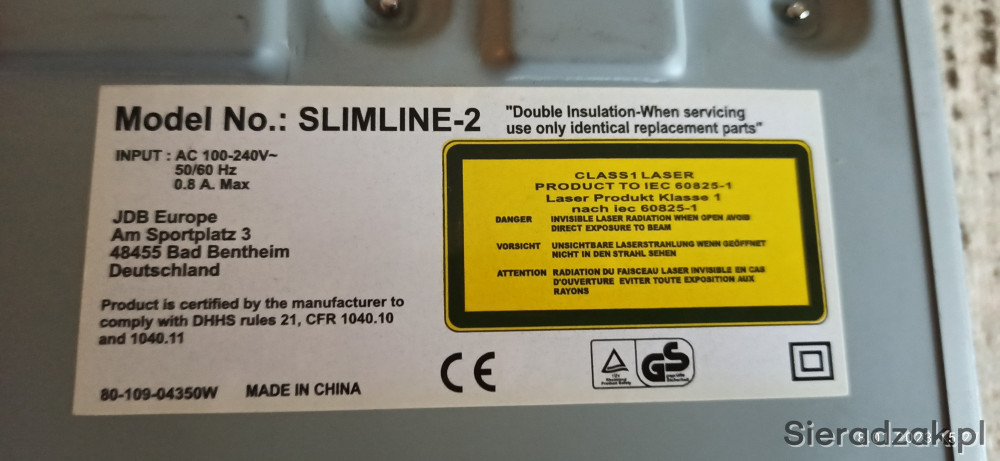 Model No.: SLIMLINE-2
"Double Insulation-When servicing
use only identical replacement parts"
INPUT : AC 100-240V~
50/60 Hz
0.8 A. Max
JDB Europe
Am Sportplatz 3
48455 Bad Bentheim
Deutschland
Product is certified by the manufacturer to
comply with DHHS rules 21, CFR 1040.10
and 1040.11
80-109-04350W MADE IN CHINA
CLASS1 LASER
PRODUCT TO IEC 60825-1
Laser Produkt Klasse 1
nach iec 60825-1
DANGER INVISIBLE LASER RADIATION WHEN OPEN AVOID
DIRECT EXPOSURE TO BEAM
VORSICHT UNSICHTBARE LASERSTRAHLUNG WENN GEÖFFNET
NICHT IN DEN STRAHL SEHEN
ATTENTION RADIATION DU FAISCEAU LASER INVISIBLE EN CAS
D'OUVERTURE EVITER TOUTE EXPOSITION AUX
RAYONS
CE
GS
Sieradzak.pl